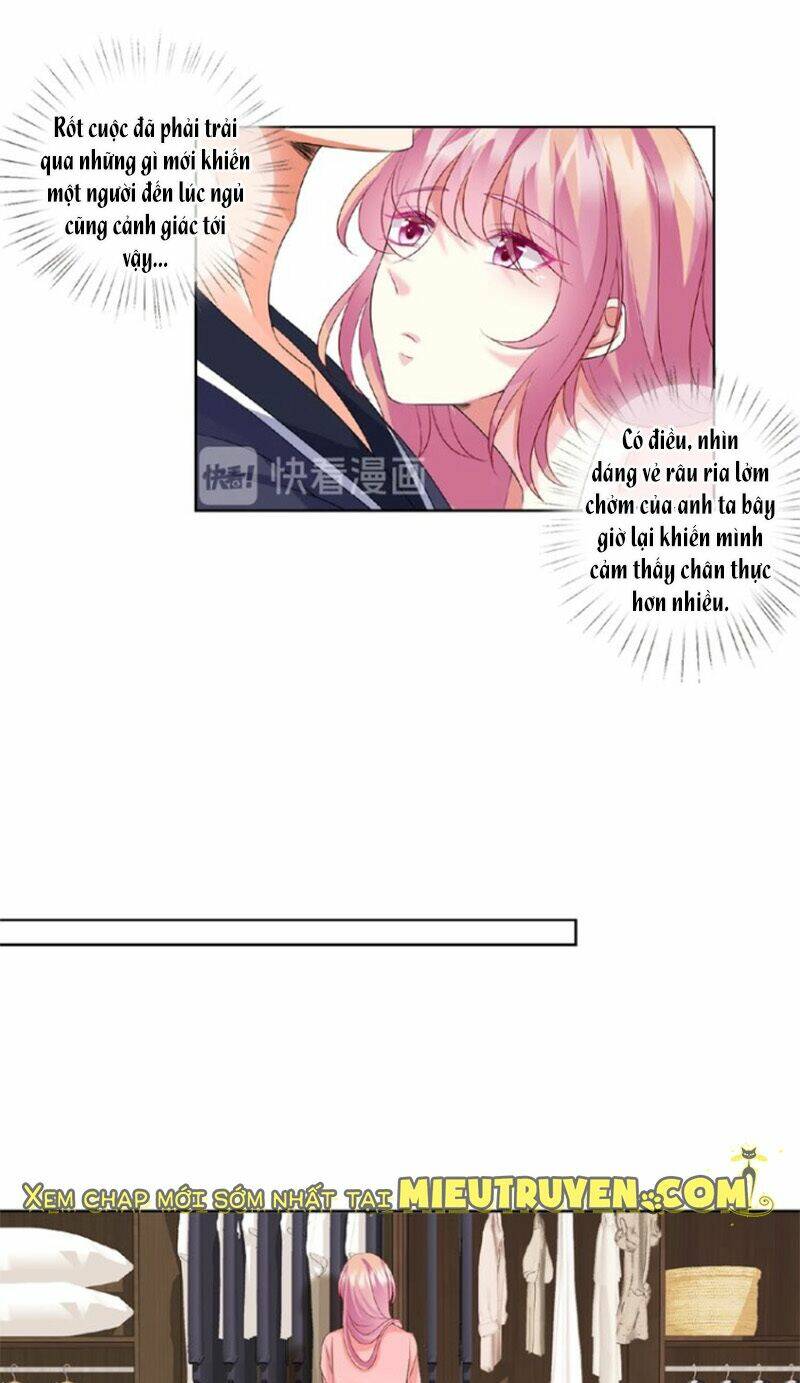 Rốt cuộc đã phải trải
qua những gì mới khiến
một người đến lúc ngủ
cũng cảnh giác tới
vậy...
Có điều, nhìn
dáng vẻ râu ria lởm
chởm của anh ta bây
giờ lại khiến mình
cảm thấy chân thực
hơn nhiều.
快看! 快看漫画
XEM CHAP MỚI SỚM NHẤT TẠI MIEUTRUYEN.COM